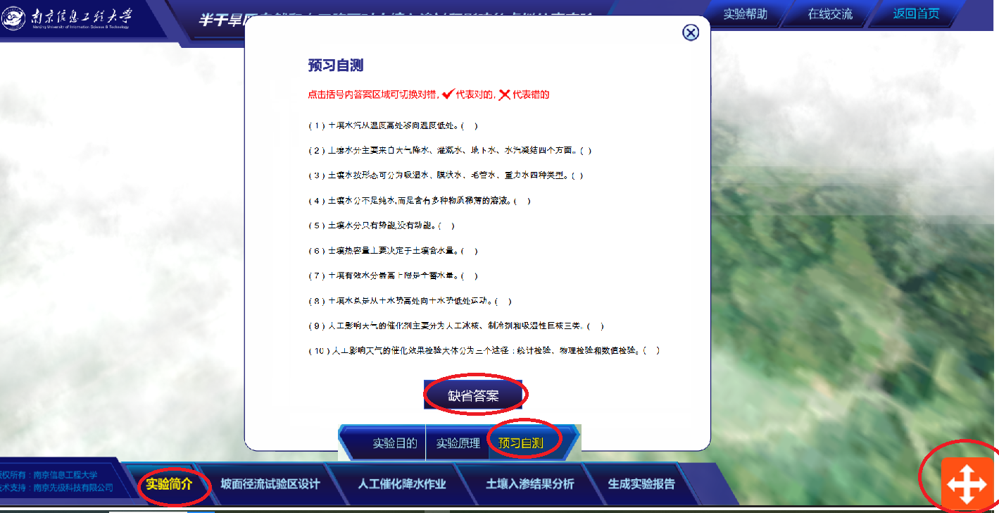 南京信息工程大学
Nanjing University of Information Science & Technology
半干旱
实验帮助
在线交流
返回首页
预习自测
点击括号内答案区域可切换对错,✔代表对的,✘代表错的
(1)土壤水汽从温度高处移向温度低处。( )
(2)土壤水分主要来自大气降水、灌溉水、地下水、水汽凝结四个方面。( )
(3)土壤水按形态可分为吸湿水、膜状水、毛管水、重力水四种类型。( )
(4)土壤水分不是纯水,而是含有多种物质稀薄的溶液。( )
(5)土壤水分只有势能,没有动能。( )
(6)土壤热容量主要决定于土壤含水量。( )
(7)土壤有效水分最高上限是全蓄水量。( )
(8)土壤水总是从土水势高处向土水势低处运动。( )
(9)人工影响天气的催化剂主要分为人工冰核、制冷剂和吸湿性巨核三类。( )
(10)人工影响天气的催化效果检验大体分为三个途径：统计检验、物理检验和数值检验。( )
缺省答案
实验目的
实验原理
预习自测
权所有：南京信息工程大学
术支持：南京先极科技有限公司
实验简介
坡面径流试验区设计
人工催化降水作业
土壤入渗结果分析
生成实验报告